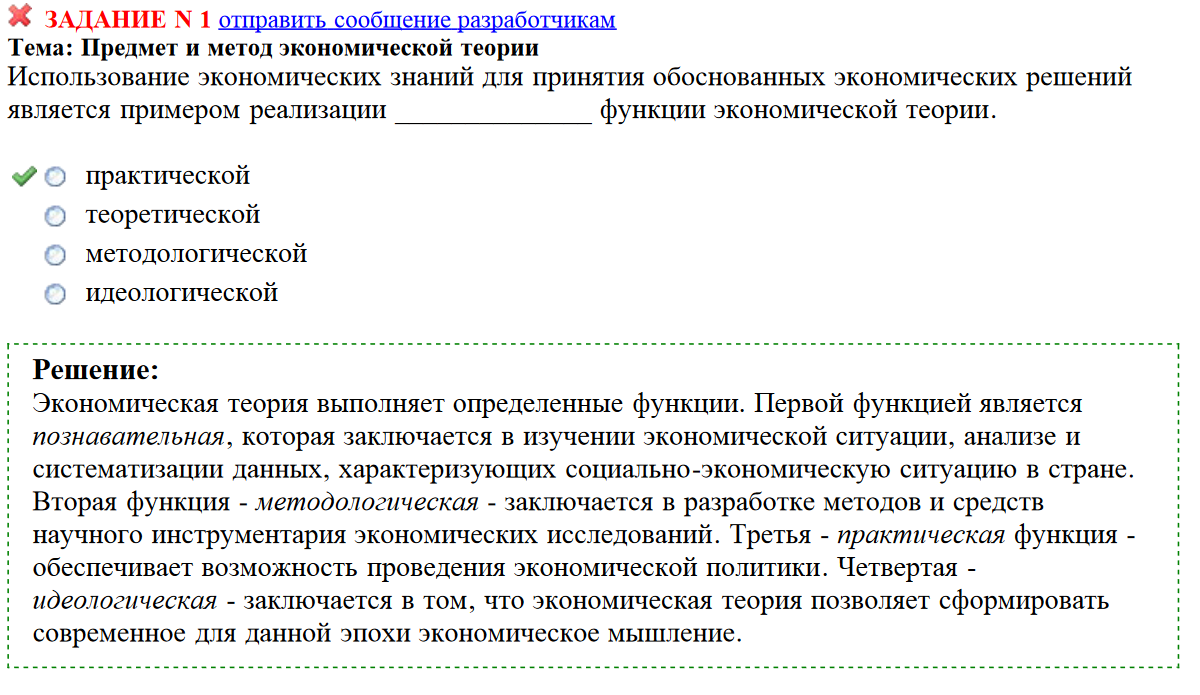 ЗАДАНИЕ N 1 отправить сообщение разработчикам
Тема: Предмет и метод экономической теории
Использование экономических знаний для принятия обоснованных экономических решений
является примером реализации ______________ функции экономической теории.
практической
теоретической
методологической
идеологической
Решение:
Экономическая теория выполняет определенные функции. Первой функцией является
познавательная, которая заключается в изучении экономической ситуации, анализе и
систематизации данных, характеризующих социально-экономическую ситуацию в стране.
Вторая функция - методологическая - заключается в разработке методов и средств
научного инструментария экономических исследований. Третья - практическая функция -
обеспечивает возможность проведения экономической политики. Четвертая -
идеологическая - заключается в том, что экономическая теория позволяет сформировать
современное для данной эпохи экономическое мышление.